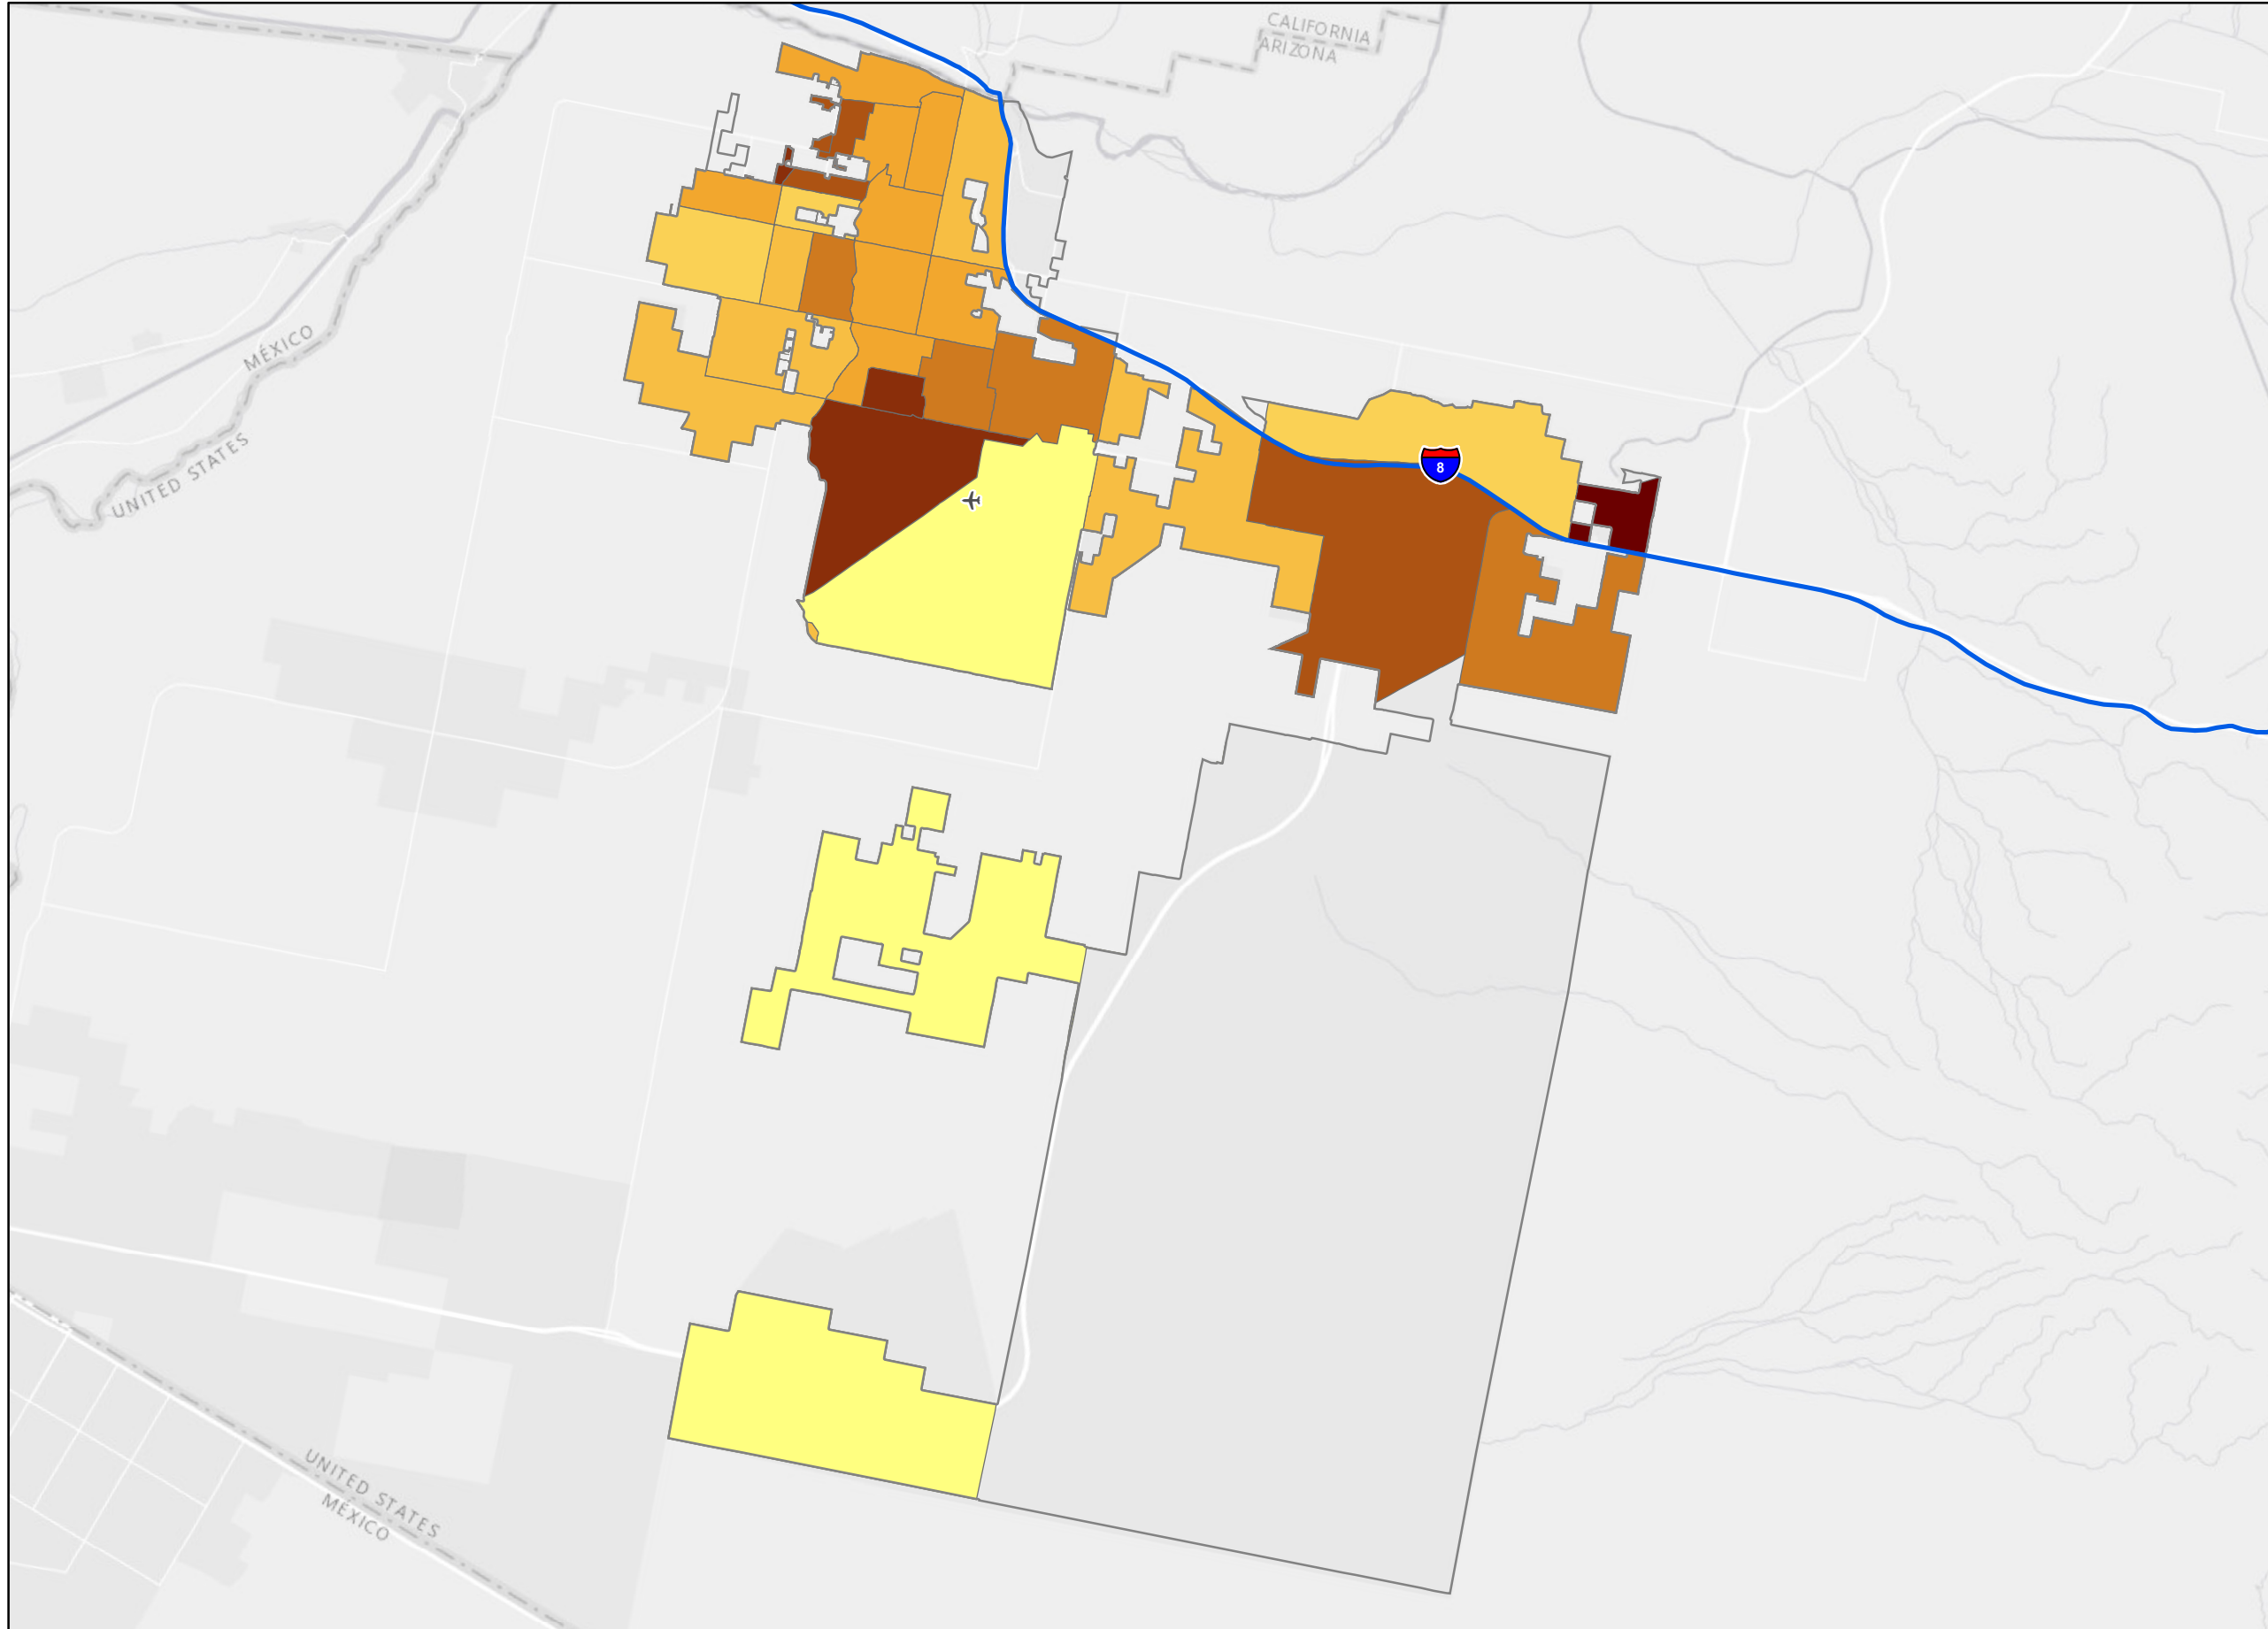 CALIFORNIA
ARIZONA
MÉXICO
UNITED STATES
8
UNITED STATES
MÉXICO